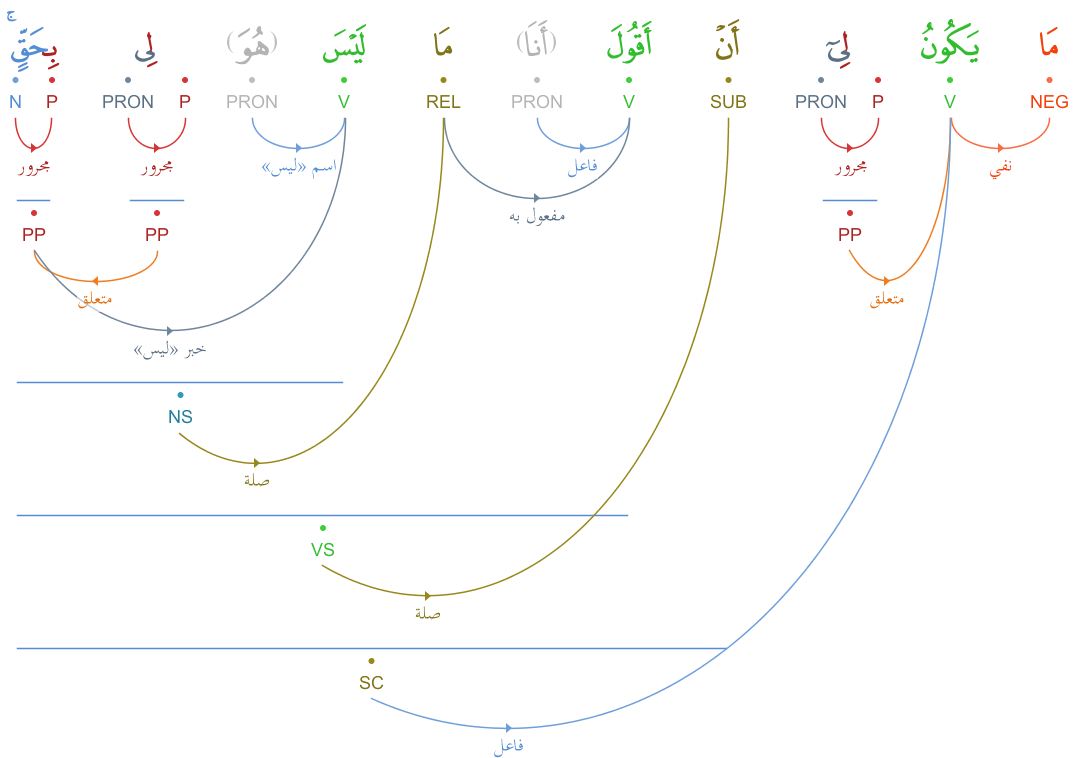 مَا يَكُونُ لِىٓ أَنْ أَقُولَ (أَنَا) مَا لَيْسَ (هُوَ) لِى بِحَقٍّ ۚ
NEG V P PRON SUB V PRON REL V PRON P PRON P N
نفي مجرور فاعل اسم «ليس» مجرور مجرور
مفعول به
PP PP PP
متعلق متعلق
خبر «ليس»
NS
صلة
VS
صلة
SC
فاعل